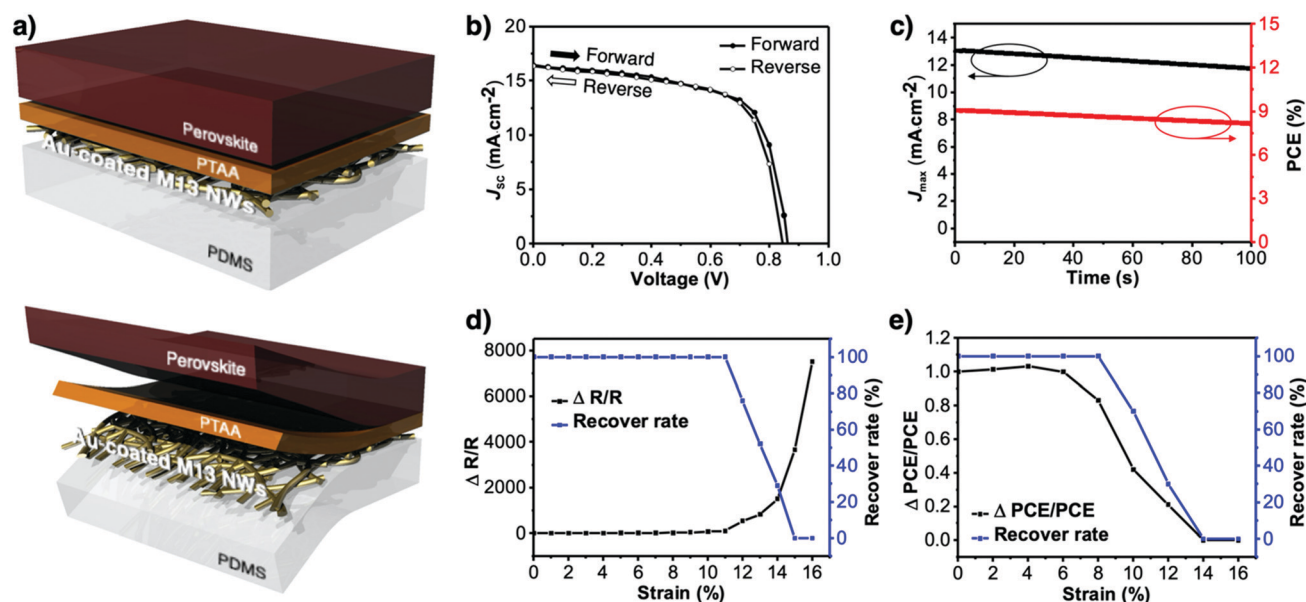 a)
Perovskite
PTAA
Au-coated M13 NWs
PDMS
Perovskite
PTAA
Au-coated M13 NWs
PDMS
b)
20
15
10
5
0
0.0 0.2 0.4 0.6 0.8 1.0
Jsc (mA·cm-2)
Voltage (V)
Forward
Reverse
Forward
Reverse
c)
14
12
10
8
6
4
2
0 20 40 60 80 100
Jmax (mA·cm-2)
Time (s)
15
12
9
6
3
0
PCE (%)
d)
8000
6000
4000
2000
0
0 2 4 6 8 10 12 14 16
Δ R/R
Strain (%)
Δ R/R
Recover rate
100
80
60
40
20
0
Recover rate (%)
e)
1.2
1.0
0.8
0.6
0.4
0.2
0.0
0 2 4 6 8 10 12 14 16
Δ PCE/PCE
Strain (%)
Δ PCE/PCE
Recover rate
100
80
60
40
20
0
Recover rate (%)